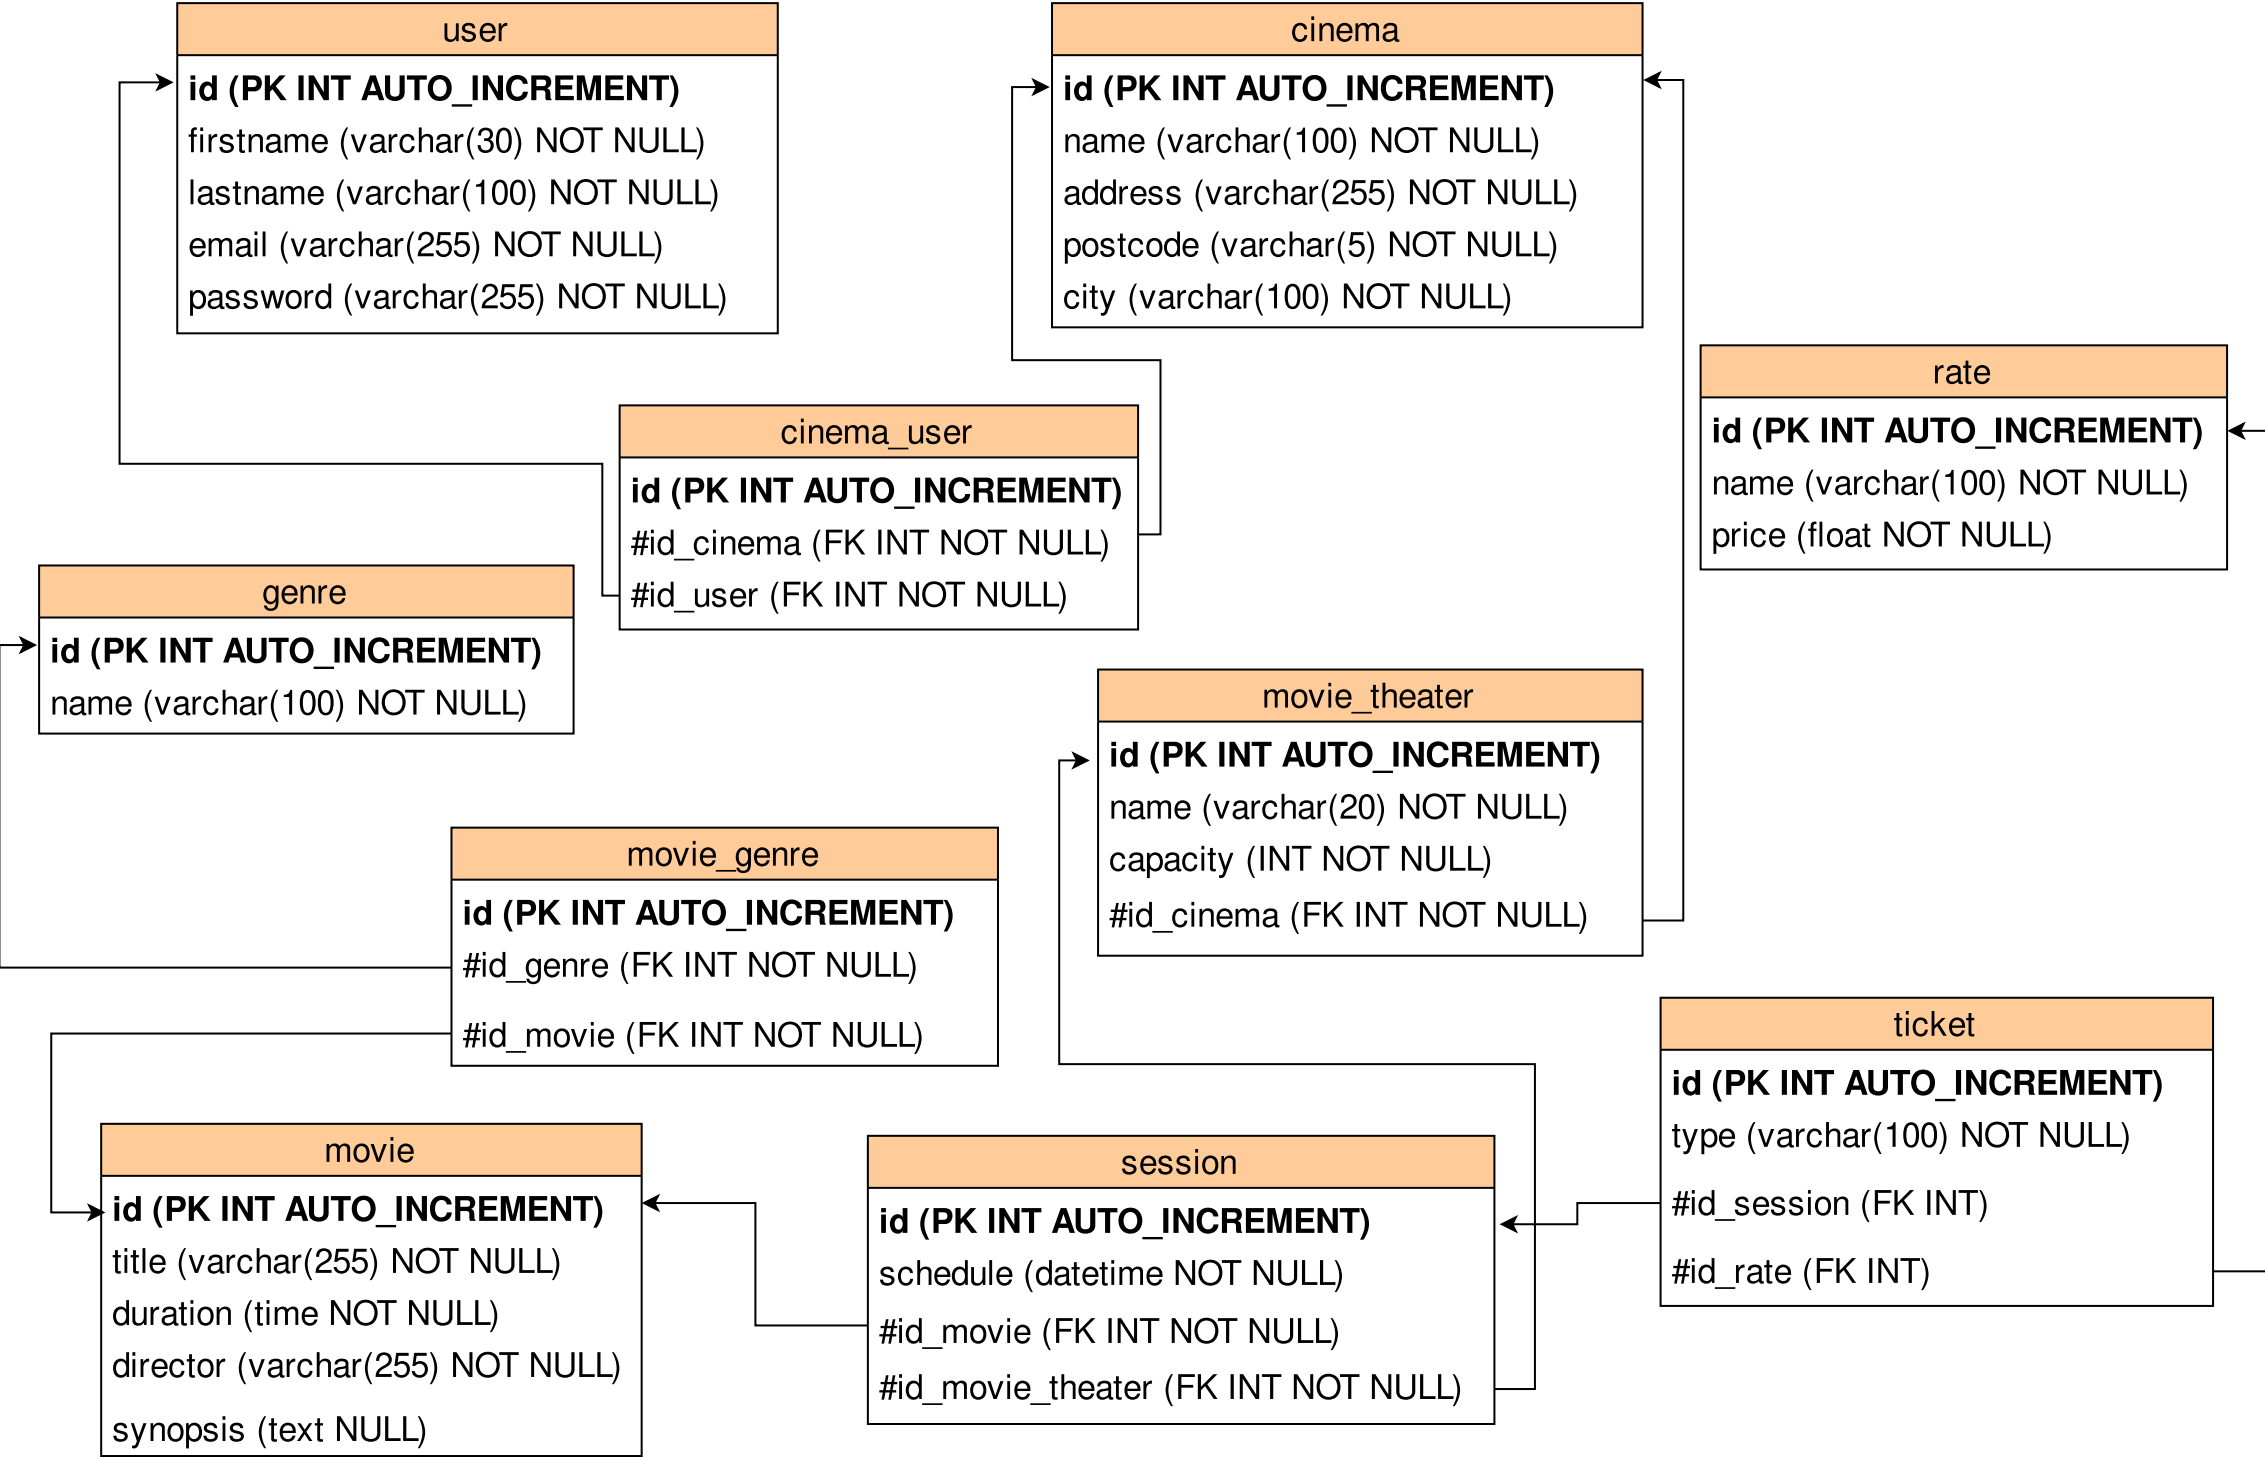 user
id (PK INT AUTO_INCREMENT)
firstname (varchar(30) NOT NULL)
lastname (varchar(100) NOT NULL)
email (varchar(255) NOT NULL)
password (varchar(255) NOT NULL)
cinema
id (PK INT AUTO_INCREMENT)
name (varchar(100) NOT NULL)
address (varchar(255) NOT NULL)
postcode (varchar(5) NOT NULL)
city (varchar(100) NOT NULL)
rate
id (PK INT AUTO_INCREMENT)
name (varchar(100) NOT NULL)
price (float NOT NULL)
cinema_user
id (PK INT AUTO_INCREMENT)
#id_cinema (FK INT NOT NULL)
#id_user (FK INT NOT NULL)
genre
id (PK INT AUTO_INCREMENT)
name (varchar(100) NOT NULL)
movie_theater
id (PK INT AUTO_INCREMENT)
name (varchar(20) NOT NULL)
capacity (INT NOT NULL)
#id_cinema (FK INT NOT NULL)
movie_genre
id (PK INT AUTO_INCREMENT)
#id_genre (FK INT NOT NULL)
#id_movie (FK INT NOT NULL)
ticket
id (PK INT AUTO_INCREMENT)
type (varchar(100) NOT NULL)
#id_session (FK INT)
#id_rate (FK INT)
movie
id (PK INT AUTO_INCREMENT)
title (varchar(255) NOT NULL)
duration (time NOT NULL)
director (varchar(255) NOT NULL)
synopsis (text NULL)
session
id (PK INT AUTO_INCREMENT)
schedule (datetime NOT NULL)
#id_movie (FK INT NOT NULL)
#id_movie_theater (FK INT NOT NULL)